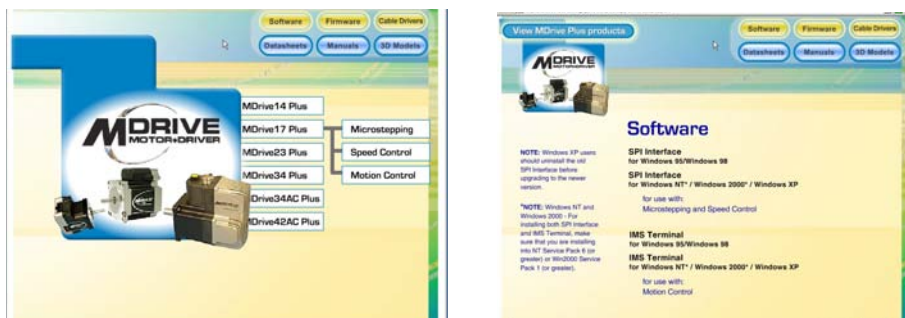 Software Firmware Cable Drivers
Datasheets Manuals 3D Models
MDRIVE
MOTOR+DRIVER
MDrive14 Plus
MDrive17 Plus
Microstepping
MDrive23 Plus
Speed Control
MDrive34 Plus
Motion Control
MDrive34AC Plus
MDrive42AC Plus
View MDrive Plus products
Software Firmware Cable Drivers
Datasheets Manuals 3D Models
MDRIVE
MOTOR+DRIVER
NOTE: Windows XP users
should uninstall the old
SPI Interface before
upgrading to the newer
version.
*NOTE: Windows NT and
Windows 2000 - For
installing both SPI Interface
and IMS Terminal, make
sure that you are installing
into NT Service Pack 6 (or
greater) or Win2000 Service
Pack 1 (or greater).
Software
SPI Interface
for Windows 95/Windows 98
SPI Interface
for Windows NT* / Windows 2000* / Windows XP
for use with:
Microstepping and Speed Control
IMS Terminal
for Windows 95/Windows 98
IMS Terminal
for Windows NT* / Windows 2000* / Windows XP
for use with:
Motion Control